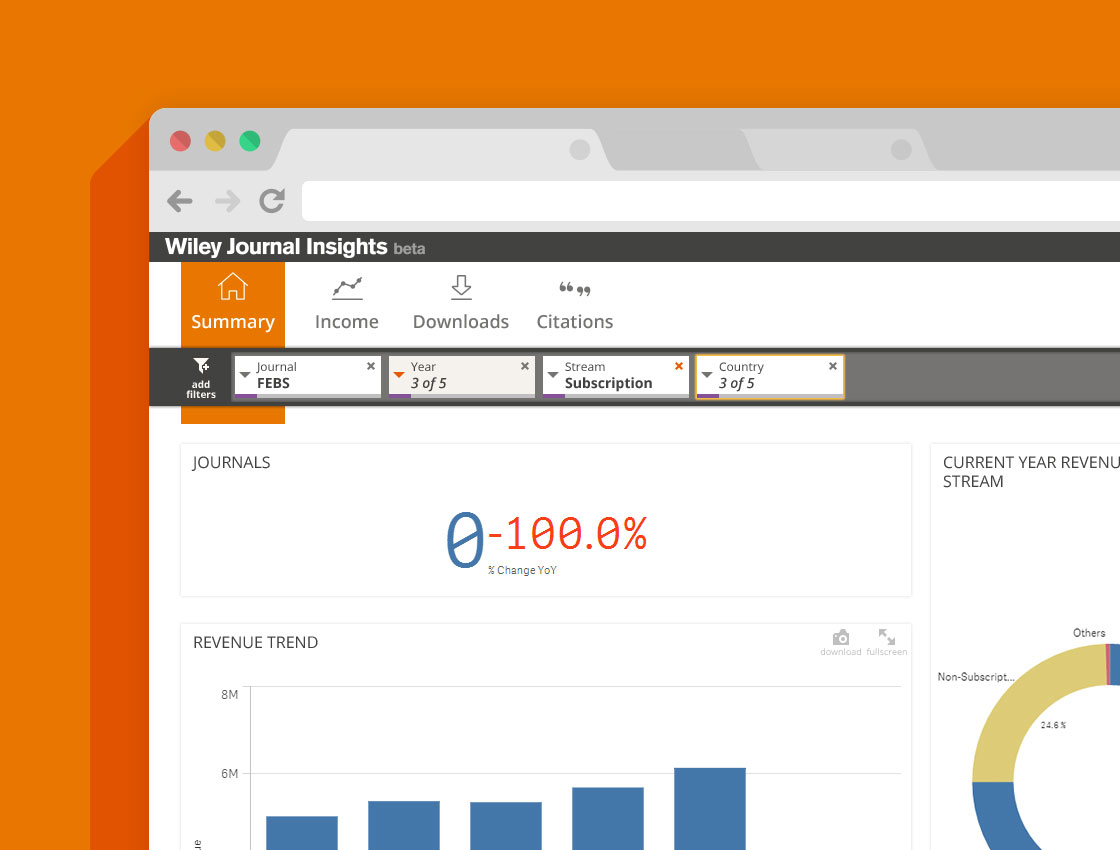 Wiley Journal Insights beta
Summary
Income
Downloads
Citations
add
filters
Journal
FEBS
Year
3 of 5
Stream
Subscription
Country
3 of 5
JOURNALS
0
-100.0%
% Change YoY
CURRENT YEAR REVENU
STREAM
REVENUE TREND
download
fullscreen
8M
6M
Others
Non-Subscript...
24.6%